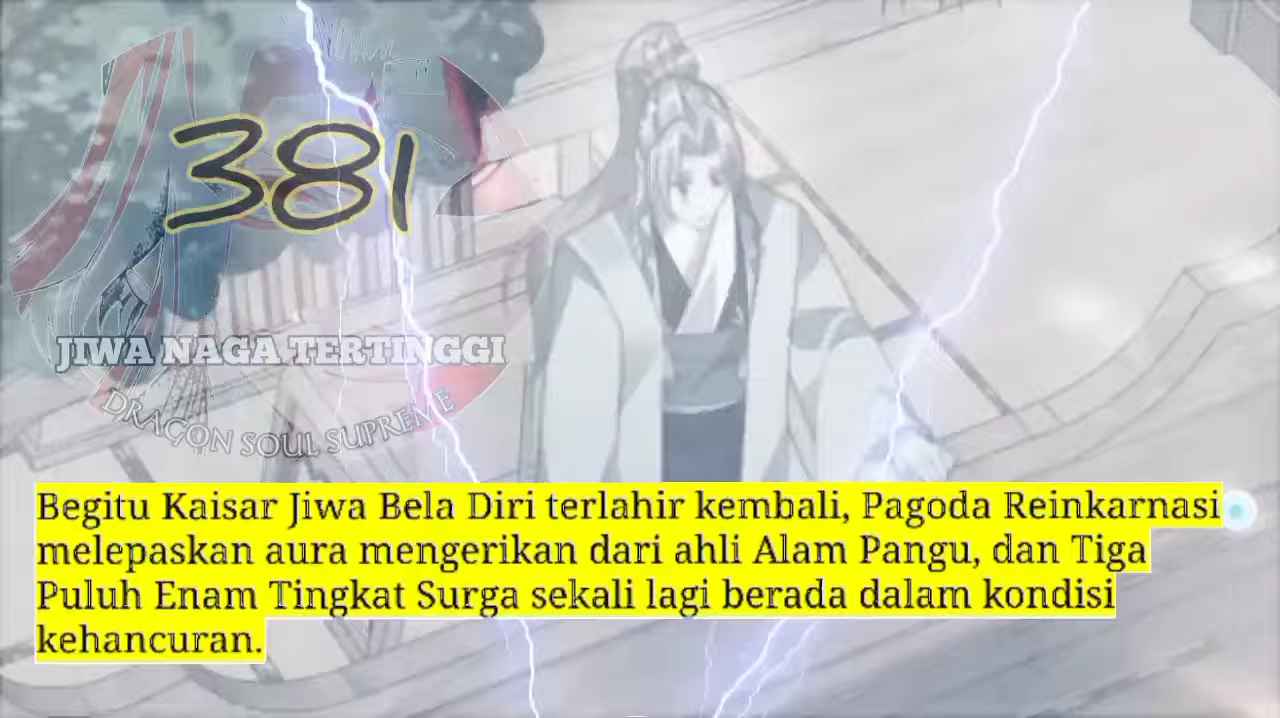 381
JIWA NAGA TERTINGGI
DRAGON SOUL SUPREME
Begitu Kaisar Jiwa Bela Diri terlahir kembali, Pagoda Reinkarnasi
melepaskan aura mengerikan dari ahli Alam Pangu, dan Tiga
Puluh Enam Tingkat Surga sekali lagi berada dalam kondisi
kehancuran.